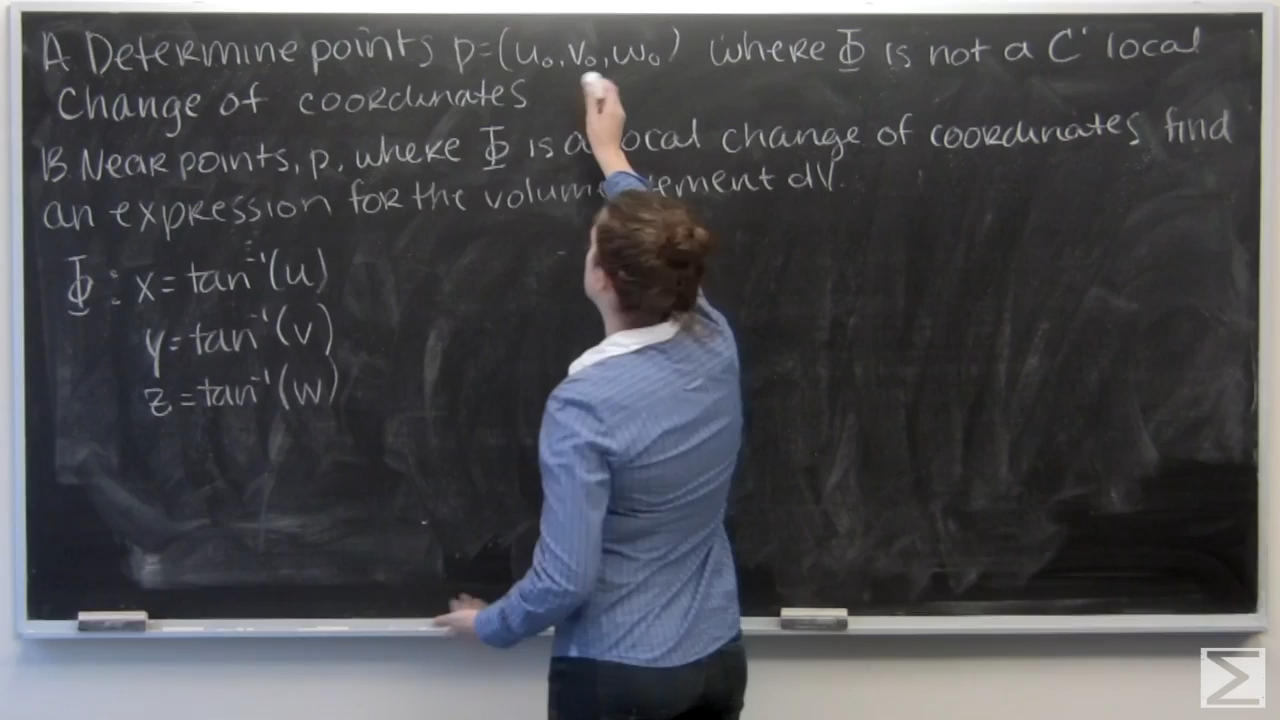 A. Determine points p=(u₀,v₀,w₀) where Φ is not a C' local
Change of coordinates
B. Near points, p, where Φ is a local change of coordinates, find
an expression for the volume element dV.
Φ: x=tan⁻¹(u)
y=tan⁻¹(v)
z=tan⁻¹(w)
Σ